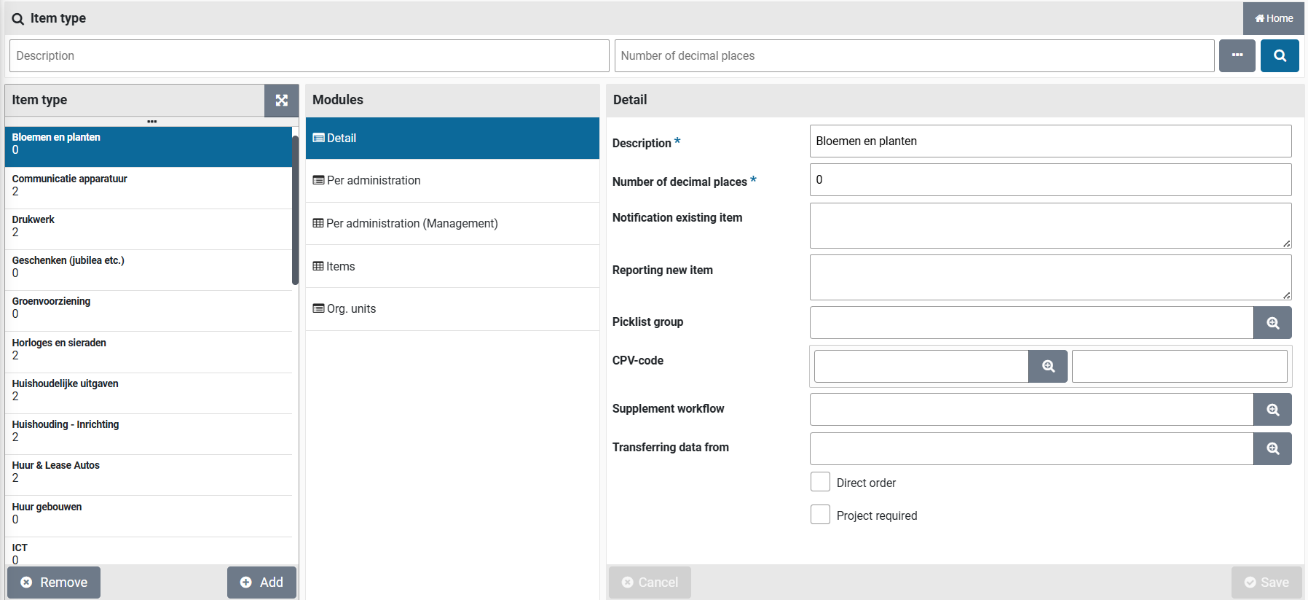 Item type
Home
Description
Number of decimal places
Item type
Bloemen en planten
0
Communicatie apparatuur
2
Drukwerk
2
Geschenken (jubilea etc.)
0
Groenvoorziening
0
Horloges en sieraden
2
Huishoudelijke uitgaven
2
Huishouding - Inrichting
2
Huur & Lease Autos
2
Huur gebouwen
0
ICT
0
Remove
Add
Modules
Detail
Per administration
Per administration (Management)
Items
Org. units
Detail
Description * Bloemen en planten
Number of decimal places * 0
Notification existing item
Reporting new item
Picklist group
CPV-code
Supplement workflow
Transferring data from
Direct order
Project required
Cancel
Save